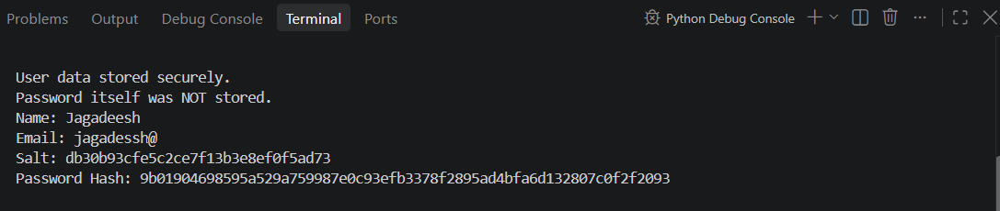 Problems Output Debug Console Terminal Ports Python Debug Console
User data stored securely.
Password itself was NOT stored.
Name: Jagadeesh
Email: jagadessh@
Salt: db30b93cfe5c2ce7f13b3e8ef0f5ad73
Password Hash: 9b01904698595a529a759987e0c93efb3378f2895ad4bfa6d132807c0f2f2093